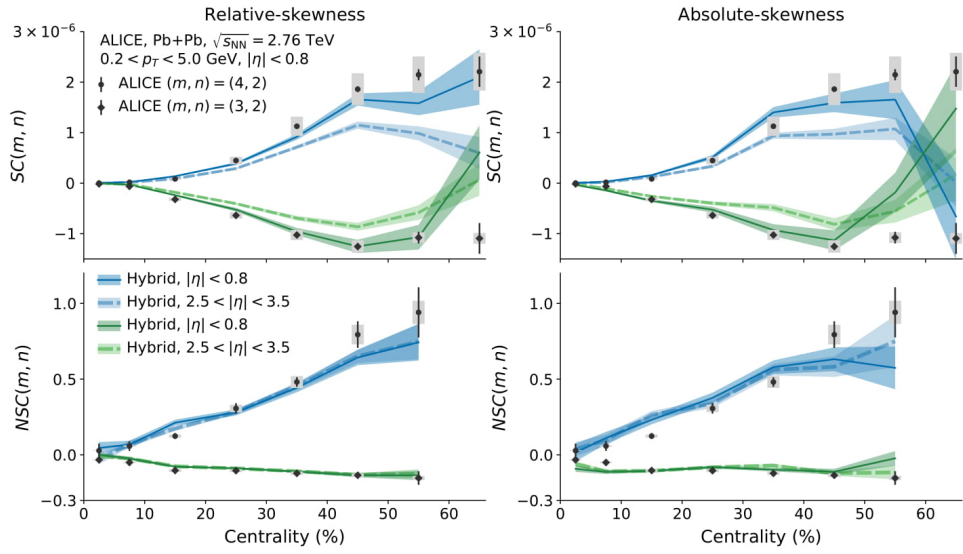 Relative-skewness
Absolute-skewness
3 × 10⁻⁶
ALICE, Pb+Pb, √s_NN = 2.76 TeV
0.2 < p_T < 5.0 GeV, |η| < 0.8
ALICE (m, n) = (4, 2)
ALICE (m, n) = (3, 2)
SC(m, n)
2
1
0
−1
3 × 10⁻⁶
SC(m, n)
2
1
0
−1
Hybrid, |η| < 0.8
Hybrid, 2.5 < |η| < 3.5
Hybrid, |η| < 0.8
Hybrid, 2.5 < |η| < 3.5
NSC(m, n)
1.0
0.5
0.0
−0.3
NSC(m, n)
1.0
0.5
0.0
−0.3
0 10 20 30 40 50 60
Centrality (%)
0 10 20 30 40 50 60
Centrality (%)